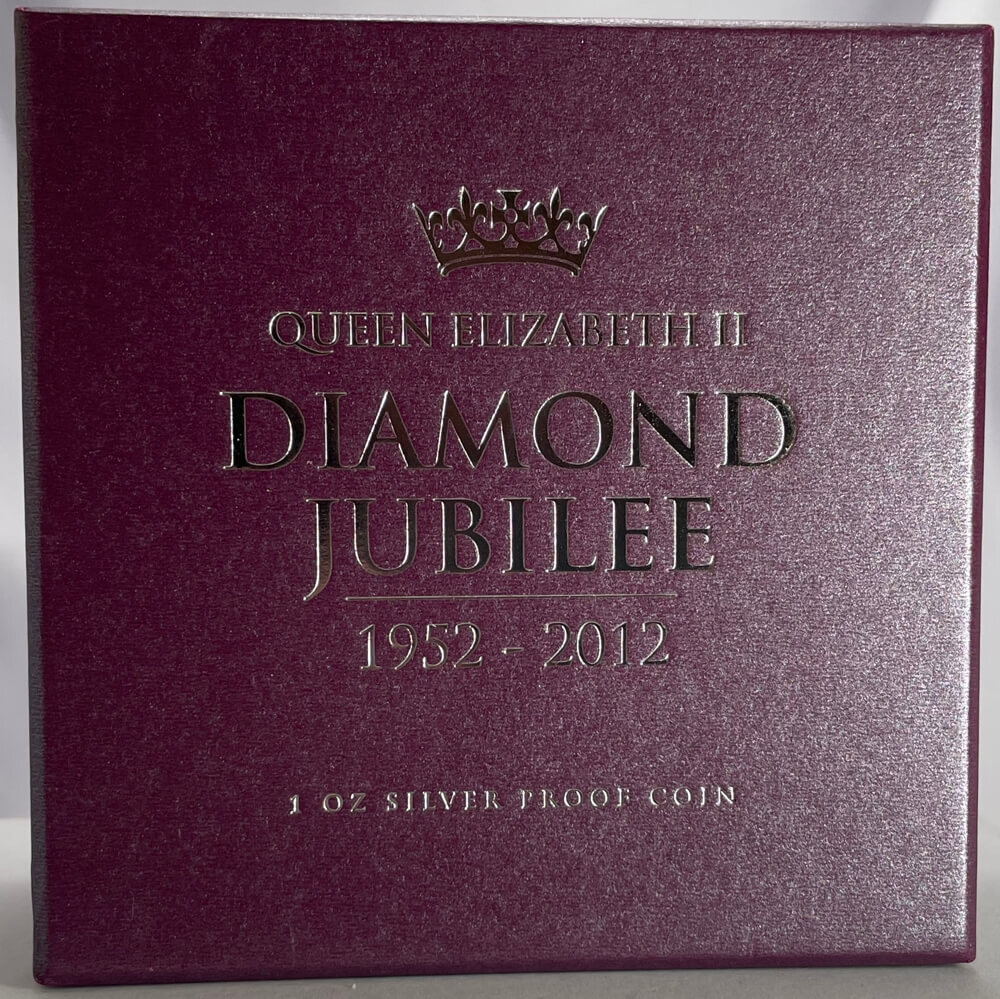 QUEEN ELIZABETH II
DIAMOND
JUBILEE
1952 - 2012
1 OZ SILVER PROOF COIN